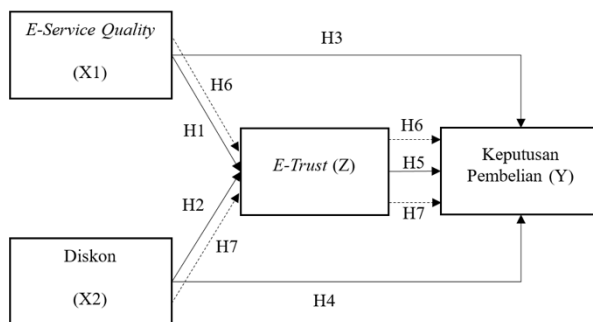 E-Service Quality
(X1)
H3
H6
H1
E-Trust (Z)
H6
H5
H7
Keputusan
Pembelian (Y)
H2
H7
Diskon
(X2)
H4